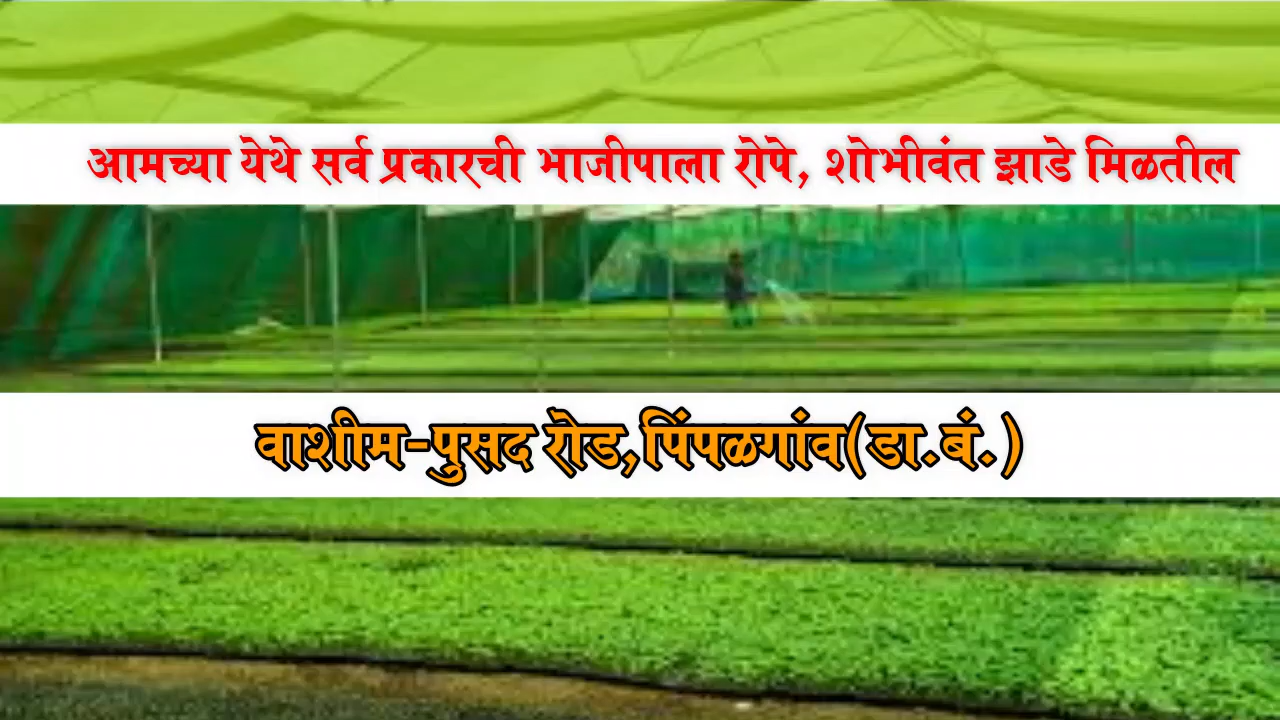 आमच्या येथे सर्व प्रकारची भाजीपाला रोपे, शोभीवंत झाडे मिळतील
वाशीम-पुसद रोड,पिंपळगांव(डा.बं.)